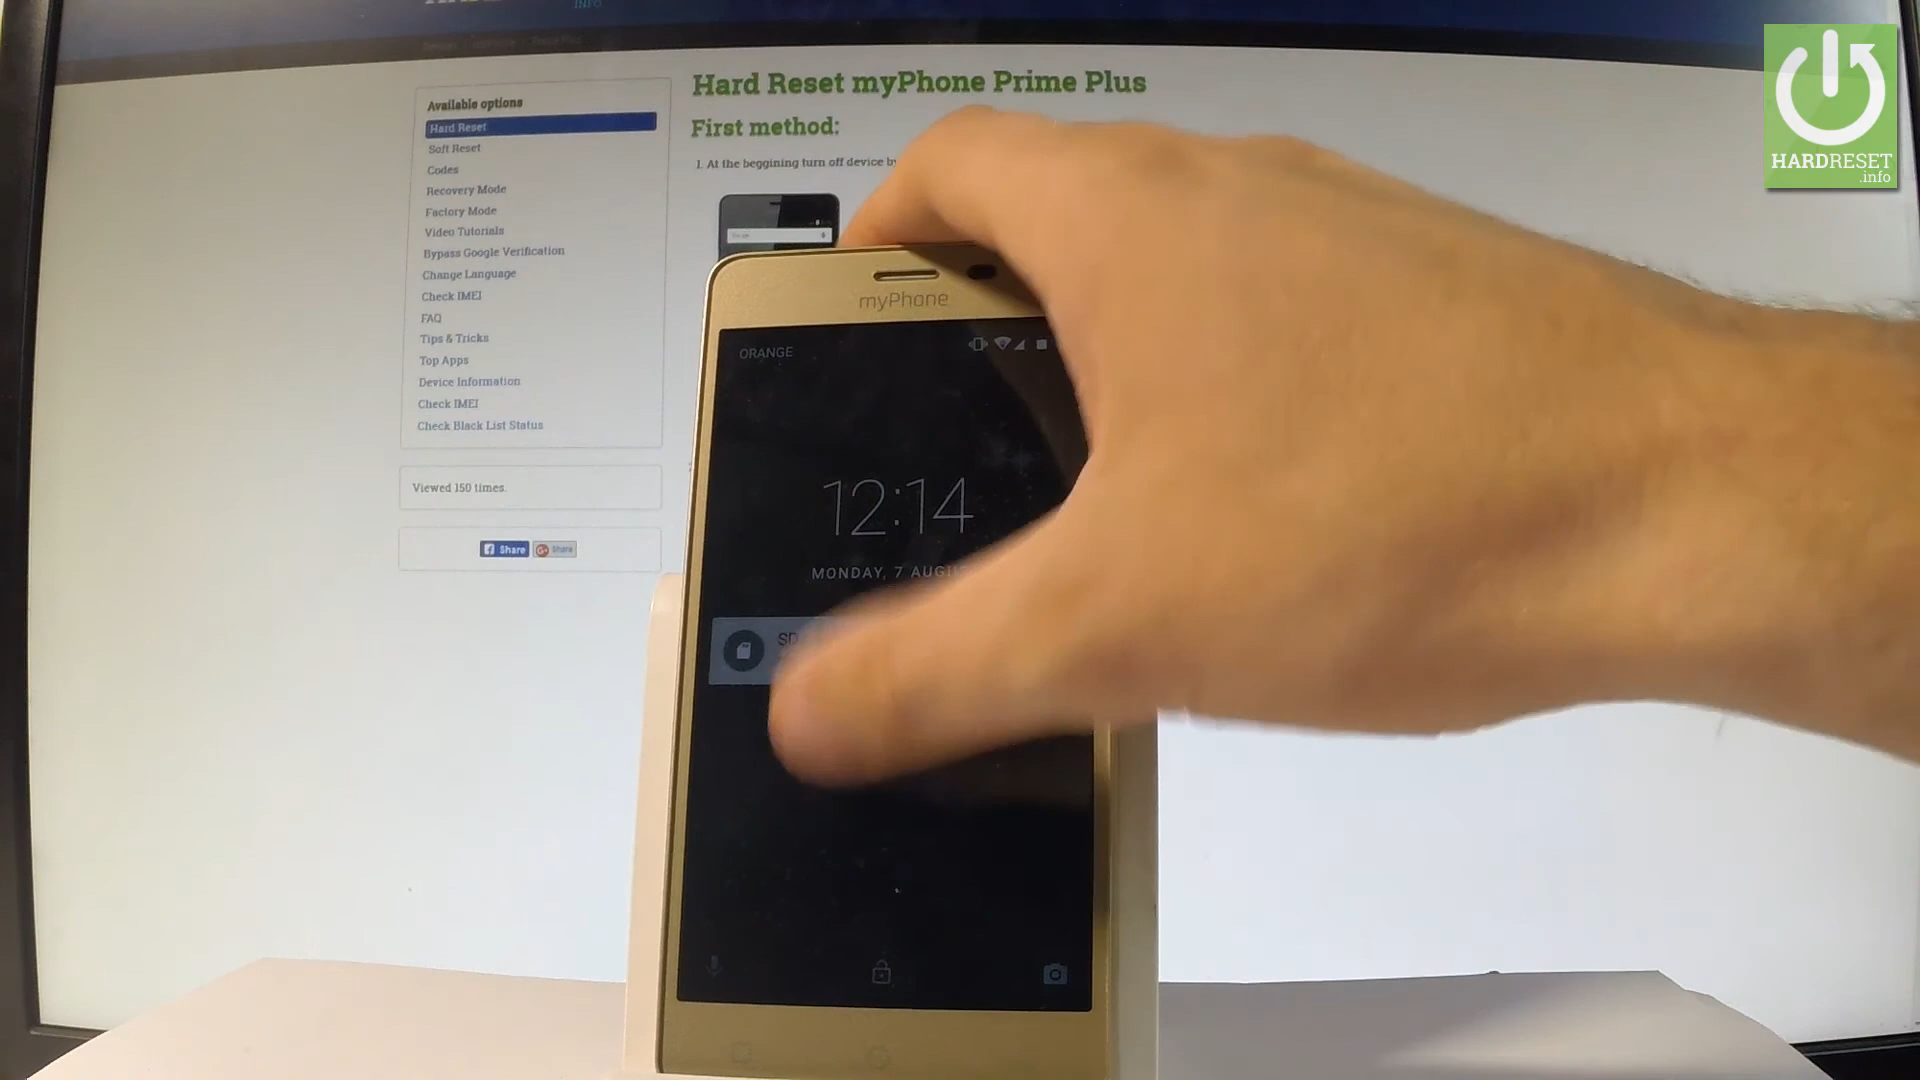 INFO
Hard Reset myPhone Prime Plus
First method:
1. At the beggining turn off device by
Available options
Hard Reset
Soft Reset
Codes
Recovery Mode
Factory Mode
Video Tutorials
Bypass Google Verification
Change Language
Check IMEI
FAQ
Tips & Tricks
Top Apps
Device Information
Check IMEI
Check Black List Status
Viewed 150 times.
Share
Share
myPhone
ORANGE
12:14
MONDAY, 7
SD
HARDRESET
.info